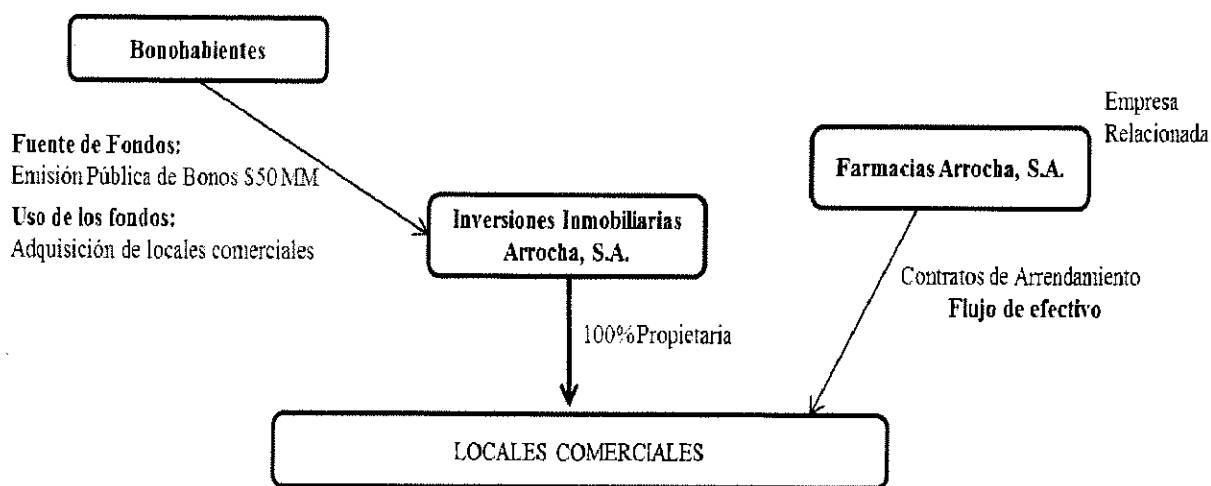 Bonohabientes
Fuente de Fondos:
Emisión Pública de Bonos $50 MM
Uso de los fondos:
Adquisición de locales comerciales
Empresa
Relacionada
Farmacias Arrocha, S.A.
Inversiones Inmobiliarias
Arrocha, S.A.
Contratos de Arrendamiento
Flujo de efectivo
100% Propietaria
LOCALES COMERCIALES